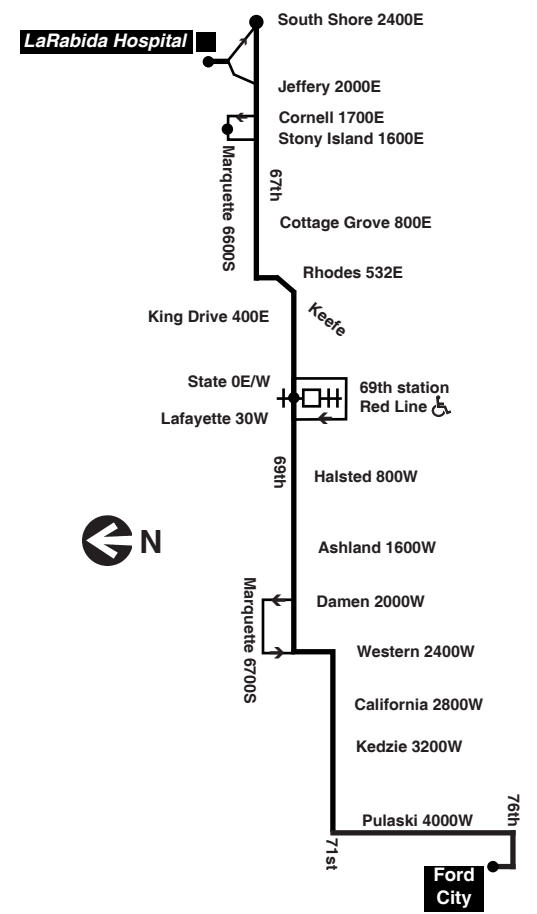 South Shore 2400E
LaRabida Hospital
Jeffery 2000E
Cornell 1700E
Stony Island 1600E
Marquette 6600S
67th
Cottage Grove 800E
Rhodes 532E
Keefe
King Drive 400E
State 0E/W
69th station
Red Line
Lafayette 30W
69th
Halsted 800W
N
Ashland 1600W
Marquette 6700S
Damen 2000W
Western 2400W
California 2800W
Kedzie 3200W
Pulaski 4000W
76th
71st
Ford
City